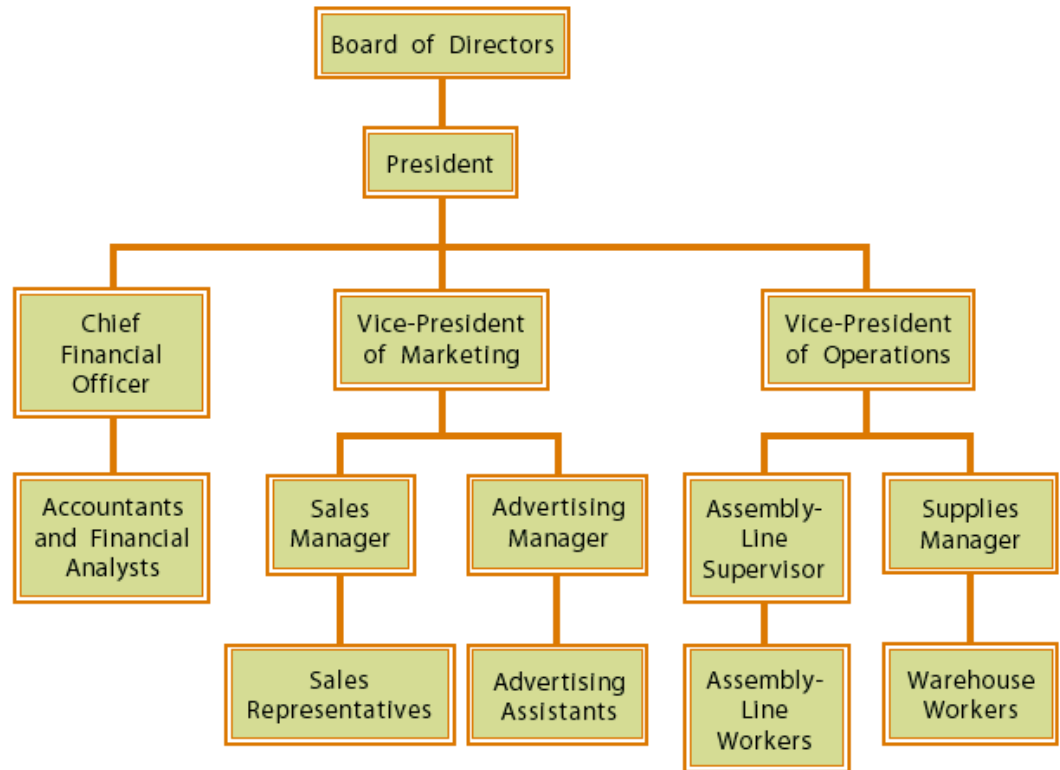 Board of Directors
President
Chief
Financial
Officer
Vice-President
of Marketing
Vice-President
of Operations
Accountants
and Financial
Analysts
Sales
Manager
Advertising
Manager
Assembly-
Line
Supervisor
Supplies
Manager
Sales
Representatives
Advertising
Assistants
Assembly-
Line
Workers
Warehouse
Workers